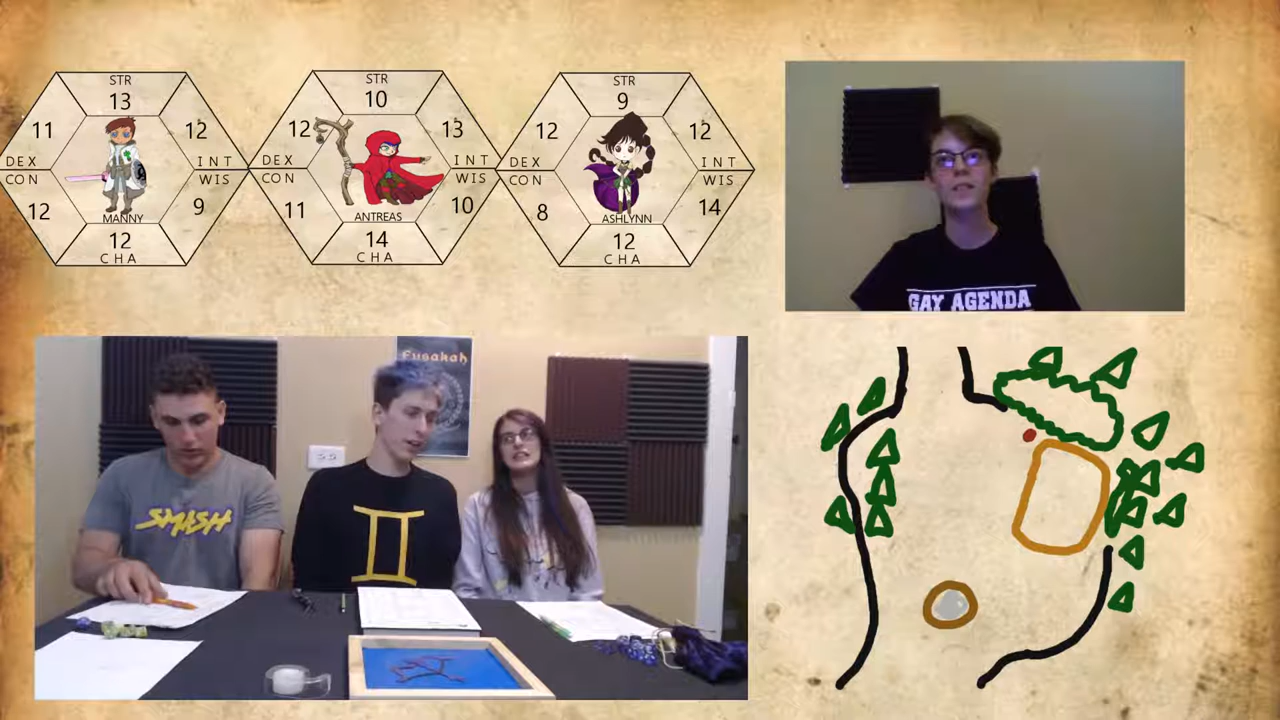 STR
13
11
12
DEX
INT
CON
WIS
12
9
MANNY
12
CHA
STR
10
12
13
DEX
INT
CON
WIS
11
10
ANTREAS
14
CHA
STR
9
12
12
DEX
INT
CON
WIS
8
14
ASHLYNN
12
CHA
GAY AGENDA
Eusakah
SMASH